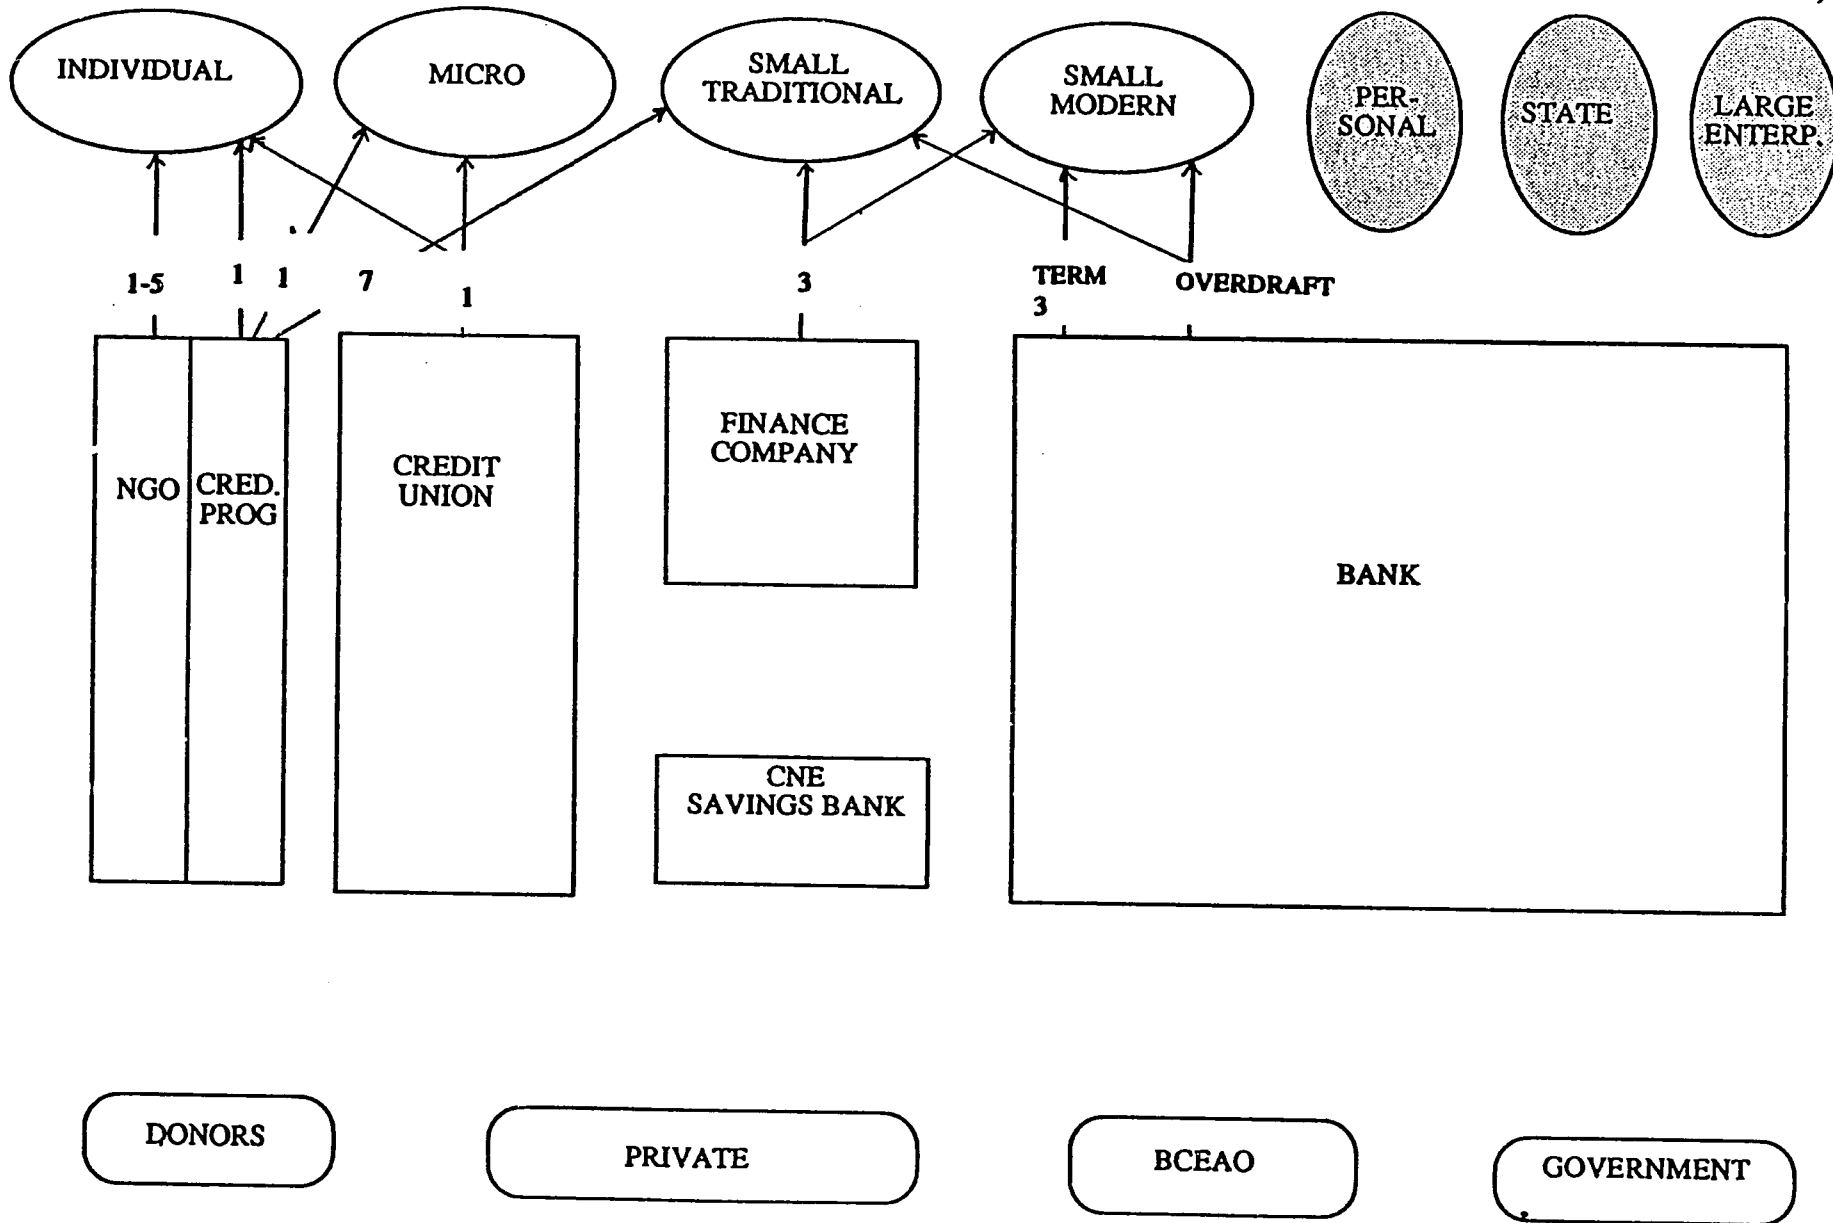 INDIVIDUAL
MICRO
SMALL
TRADITIONAL
SMALL
MODERN
PER-
SONAL
STATE
LARGE
ENTERP.
1-5
1
1
7
1
3
TERM
3
OVERDRAFT
NGO
CRED.
PROG
CREDIT
UNION
FINANCE
COMPANY
BANK
CNE
SAVINGS BANK
DONORS
PRIVATE
BCEAO
GOVERNMENT